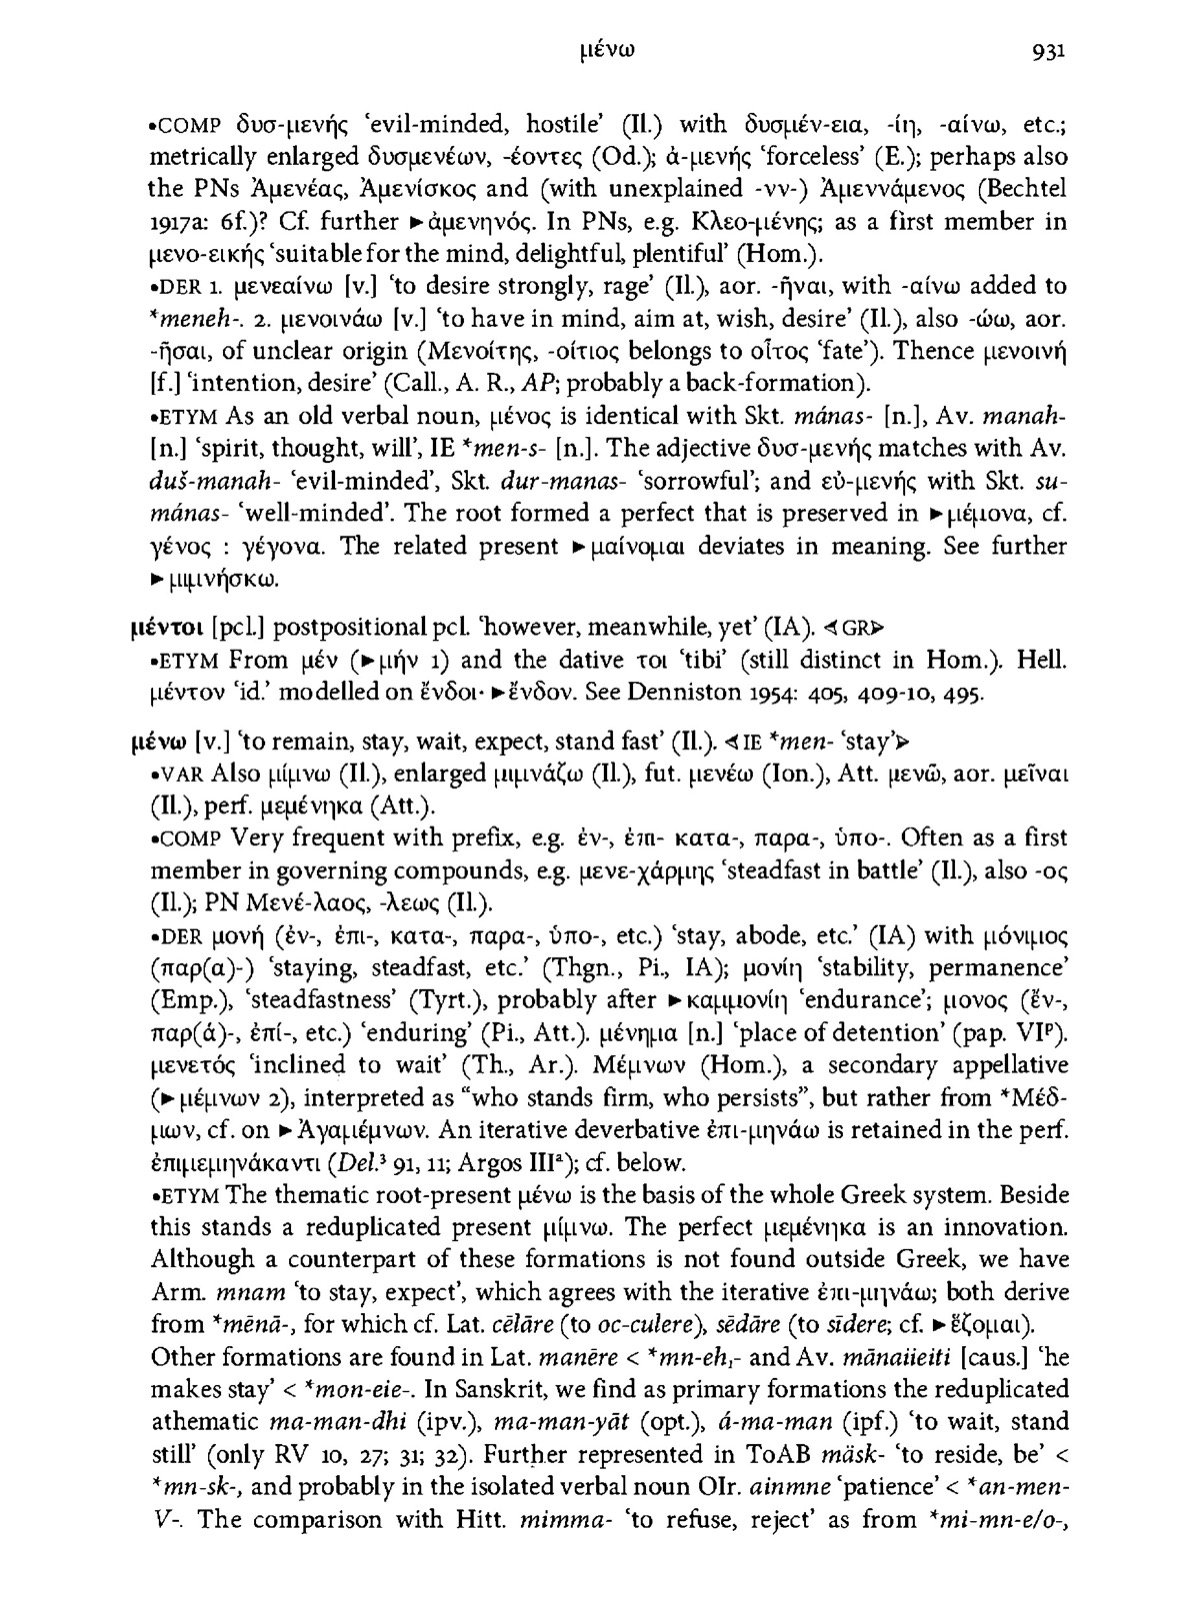 μένω 931
•COMP δυσ-μενής ‘evil-minded, hostile’ (Il.) with δυσμέν-εια, -ίη, -αίνω, etc.;
metrically enlarged δυσμενέων, -έοντες (Od.); ἀ-μενής ‘forceless’ (E.); perhaps also
the PNs Ἀμενέας, Ἀμενίσκος and (with unexplained -νν-) Ἀμεννάμενος (Bechtel
1917a: 6f.)? Cf. further ►ἀμενηνός. In PNs, e.g. Κλεο-μένης; as a first member in
μενο-εικής ‘suitable for the mind, delightful, plentiful’ (Hom.).
•DER 1. μενεαίνω [v.] ‘to desire strongly, rage’ (Il.), aor. -ῆναι, with -αίνω added to
*meneh-. 2. μενοινάω [v.] ‘to have in mind, aim at, wish, desire’ (Il.), also -ώω, aor.
-ῆσαι, of unclear origin (Μενοίτης, -οίτιος belongs to οἶτος ‘fate’). Thence μενοινή
[f.] ‘intention, desire’ (Call., A. R., AP; probably a back-formation).
•ETYM As an old verbal noun, μένος is identical with Skt. mánas- [n.], Av. manah-
[n.] ‘spirit, thought, will’, IE *men-s- [n.]. The adjective δυσ-μενής matches with Av.
duš-manah- ‘evil-minded’, Skt. dur-manas- ‘sorrowful’; and εὐ-μενής with Skt. su-
mánas- ‘well-minded’. The root formed a perfect that is preserved in ►μέμονα, cf.
γένος : γέγονα. The related present ►μαίνομαι deviates in meaning. See further
►μιμνήσκω.
μέντοι [pcl.] postpositional pcl. ‘however, meanwhile, yet’ (IA). ⊲GR⊳
•ETYM From μέν (►μήν 1) and the dative τοι ‘tibi’ (still distinct in Hom.). Hell.
μέντον ‘id.’ modelled on ἔνδοι· ►ἔνδον. See Denniston 1954: 405, 409-10, 495.
μένω [v.] ‘to remain, stay, wait, expect, stand fast’ (Il.). ⊲IE *men- ‘stay’⊳
•VAR Also μίμνω (Il.), enlarged μιμνάζω (Il.), fut. μενέω (Ion.), Att. μενῶ, aor. μεῖναι
(Il.), perf. μεμένηκα (Att.).
•COMP Very frequent with prefix, e.g. ἐν-, ἐπι- κατα-, παρα-, ὑπο-. Often as a first
member in governing compounds, e.g. μενε-χάρμης ‘steadfast in battle’ (Il.), also -ος
(Il.); PN Μενέ-λαος, -λεως (Il.).
•DER μονή (ἐν-, ἐπι-, κατα-, παρα-, ὑπο-, etc.) ‘stay, abode, etc.’ (IA) with μόνιμος
(παρ(α)-) ‘staying, steadfast, etc.’ (Thgn., Pi., IA); μονίη ‘stability, permanence’
(Emp.), ‘steadfastness’ (Tyrt.), probably after ►καμμονίη ‘endurance’; μονος (ἔν-,
παρ(ά)-, ἐπί-, etc.) ‘enduring’ (Pi., Att.). μένημα [n.] ‘place of detention’ (pap. VIᵖ).
μενετός ‘inclined to wait’ (Th., Ar.). Μέμνων (Hom.), a secondary appellative
(►μέμνων 2), interpreted as “who stands firm, who persists”, but rather from *Μέδ-
μων, cf. on ►Ἀγαμέμνων. An iterative deverbative ἐπι-μηνάω is retained in the perf.
ἐπιμεμηνάκαντι (Del.³ 91, 11; Argos IIIᵃ); cf. below.
•ETYM The thematic root-present μένω is the basis of the whole Greek system. Beside
this stands a reduplicated present μίμνω. The perfect μεμένηκα is an innovation.
Although a counterpart of these formations is not found outside Greek, we have
Arm. mnam ‘to stay, expect’, which agrees with the iterative ἐπι-μηνάω; both derive
from *mēnā-, for which cf. Lat. cēlāre (to oc-culere), sēdāre (to sīdere; cf. ►ἕζομαι).
Other formations are found in Lat. manēre < *mn-eh₁- and Av. mānaiieiti [caus.] ‘he
makes stay’ < *mon-eie-. In Sanskrit, we find as primary formations the reduplicated
athematic ma-man-dhi (ipv.), ma-man-yāt (opt.), á-ma-man (ipf.) ‘to wait, stand
still’ (only RV 10, 27; 31; 32). Further represented in ToAB mäsk- ‘to reside, be’ <
*mn-sk-, and probably in the isolated verbal noun OIr. ainmne ‘patience’ < *an-men-
V-. The comparison with Hitt. mimma- ‘to refuse, reject’ as from *mi-mn-e/o-,